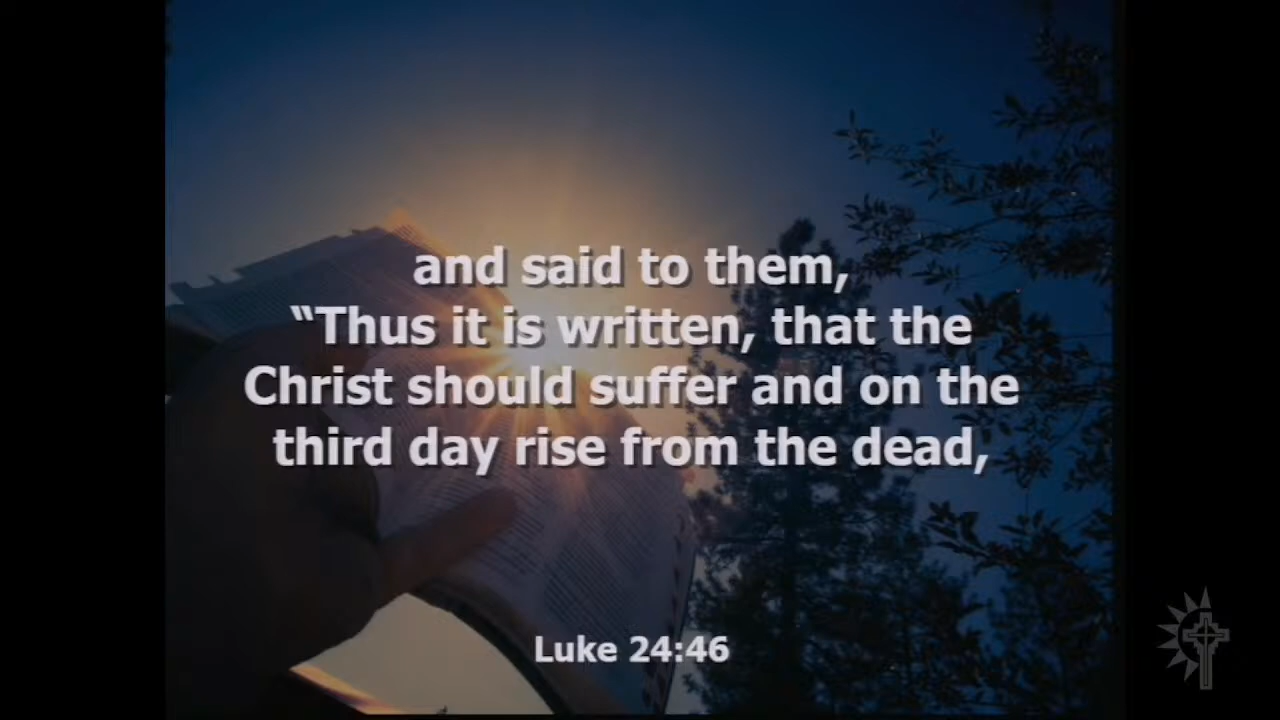 and said to them,
“Thus it is written, that the
Christ should suffer and on the
third day rise from the dead,
Luke 24:46